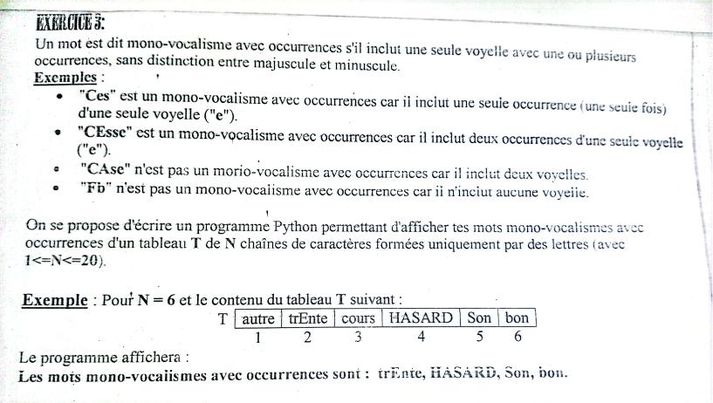 EXERCICE 3:
Un mot est dit mono-vocalisme avec occurrences s'il inclut une seule voyelle avec une ou plusieurs
occurrences, sans distinction entre majuscule et minuscule.
Exemples :
• "Ces" est un mono-vocalisme avec occurrences car il inclut une seule occurrence (une seule fois)
d'une seule voyelle ("e").
• "CEsse" est un mono-vocalisme avec occurrences car il inclut deux occurrences d'une seule voyelle
("e").
• "CAse" n'est pas un mono-vocalisme avec occurrences car il inclut deux voyelles.
• "Fb" n'est pas un mono-vocalisme avec occurrences car il n'inclut aucune voyelle.
On se propose d'écrire un programme Python permettant d'afficher tes mots mono-vocalismes avec
occurrences d'un tableau T de N chaînes de caractères formées uniquement par des lettres (avec
1<=N<=20).
Exemple : Pour N = 6 et le contenu du tableau T suivant :
T autre trEnte cours HASARD Son bon
1 2 3 4 5 6
Le programme affichera :
Les mots mono-vocalismes avec occurrences sont : trEnte, HASARD, Son, bon.